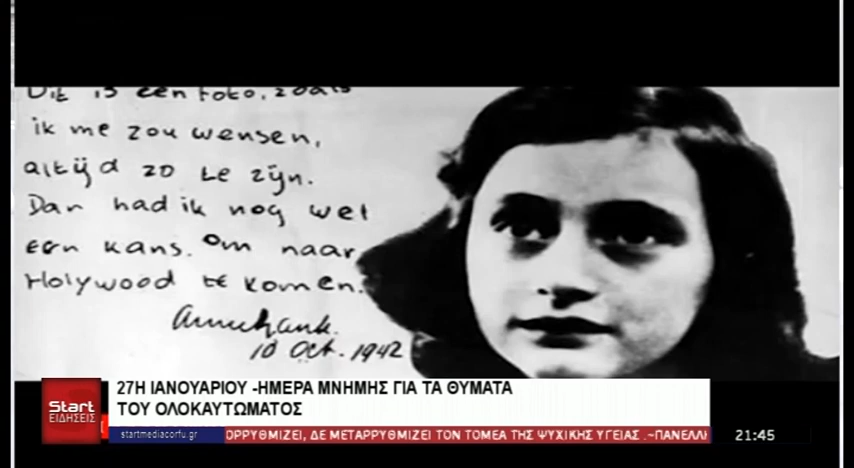 Dit is een foto, zoals
ik me zou wensen,
altijd zo te zijn.
Dan had ik nog wel
een kans om naar
Holywood te komen.
Anne Frank.
10 Oct. 1942
27Η ΙΑΝΟΥΑΡΙΟΥ -ΗΜΕΡΑ ΜΝΗΜΗΣ ΓΙΑ ΤΑ ΘΥΜΑΤΑ
ΤΟΥ ΟΛΟΚΑΥΤΩΜΑΤΟΣ
Start
ΕΙΔΗΣΕΙΣ
startmediacorfu.gr
ΟΡΡΥΘΜΙΖΕΙ, ΔΕ ΜΕΤΑΡΡΥΘΜΙΖΕΙ ΤΟΝ ΤΟΜΕΑ ΤΗΣ ΨΥΧΙΚΗΣ ΥΓΕΙΑΣ .~ΠΑΝΕΛΛΗ
21:45